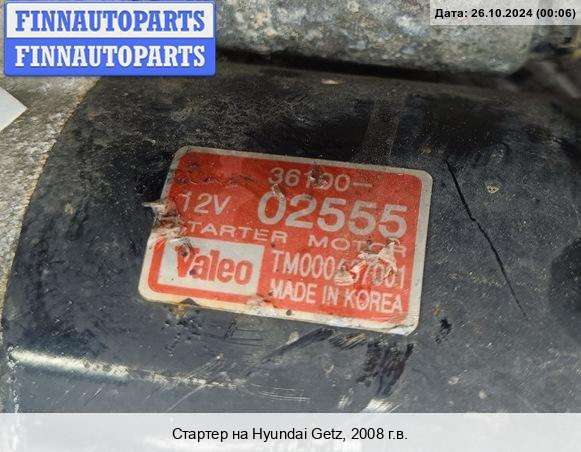 FINNAUTOPARTS
FINNAUTOPARTS
Дата: 26.10.2024 (00:06)
36100-
12V 02555
STARTER MOTOR
Valeo
MADE IN KOREA
Стартер на Hyundai Getz, 2008 г.в.